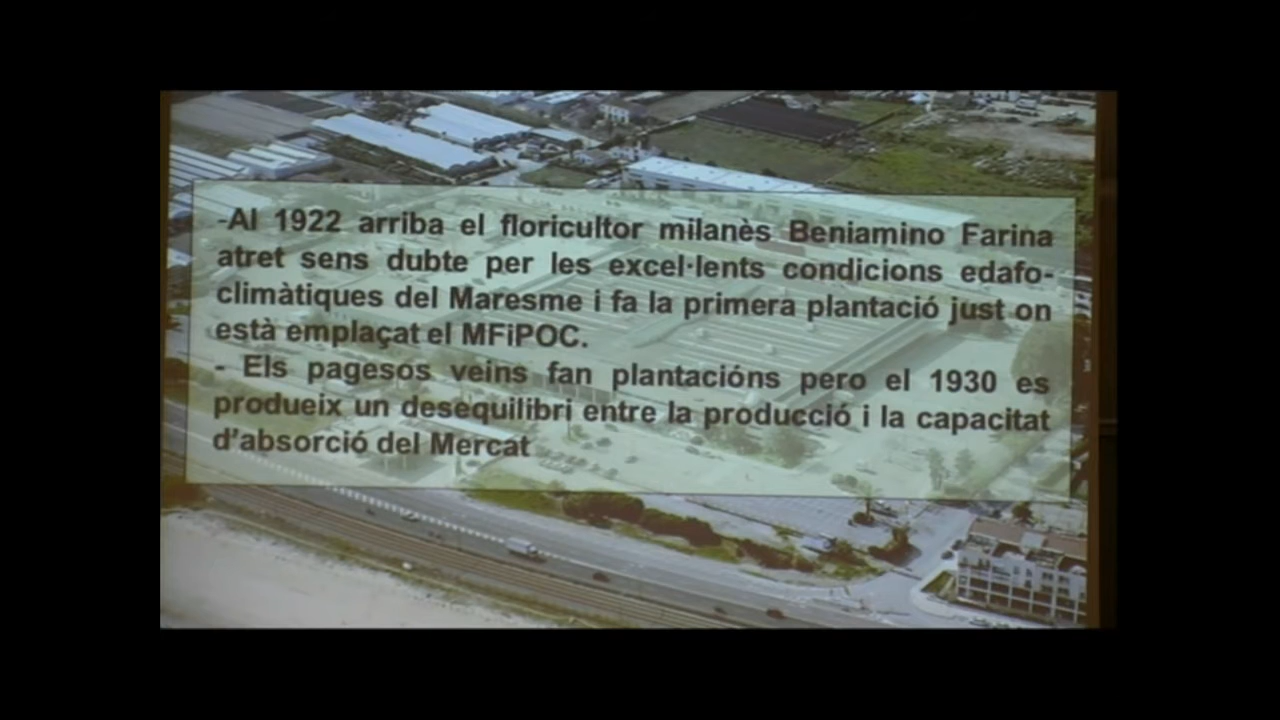 -Al 1922 arriba el floricultor milanès Beniamino Farina
atret sens dubte per les excel·lents condicions edafo-
climàtiques del Maresme i fa la primera plantació just on
està emplaçat el MFiPOC.
- Els pagesos veins fan plantacións pero el 1930 es
produeix un desequilibri entre la producció i la capacitat
d'absorció del Mercat